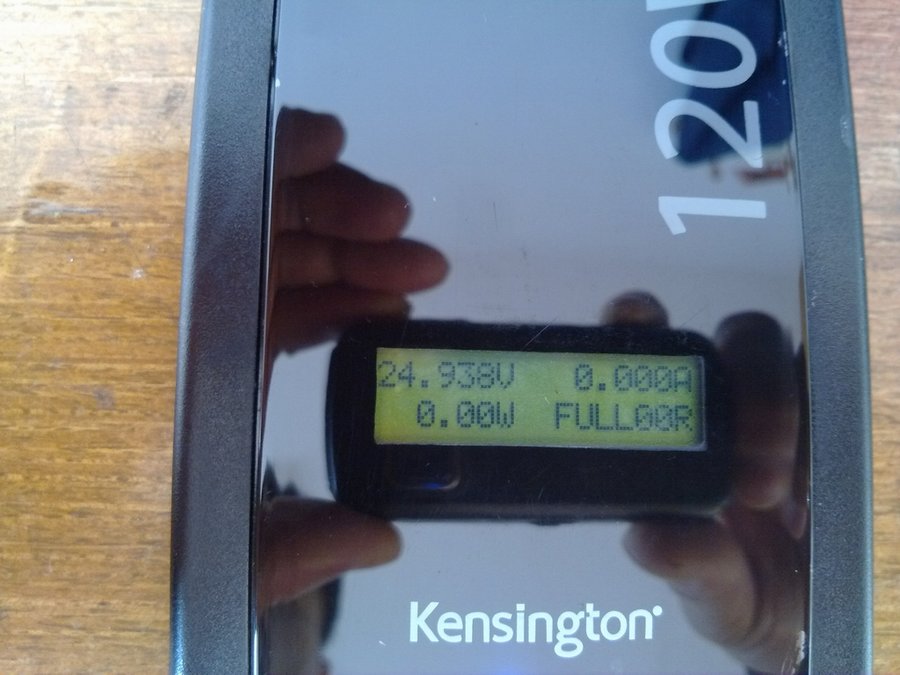 120
24.938V 0.000A
0.00W FULL00R
Kensington